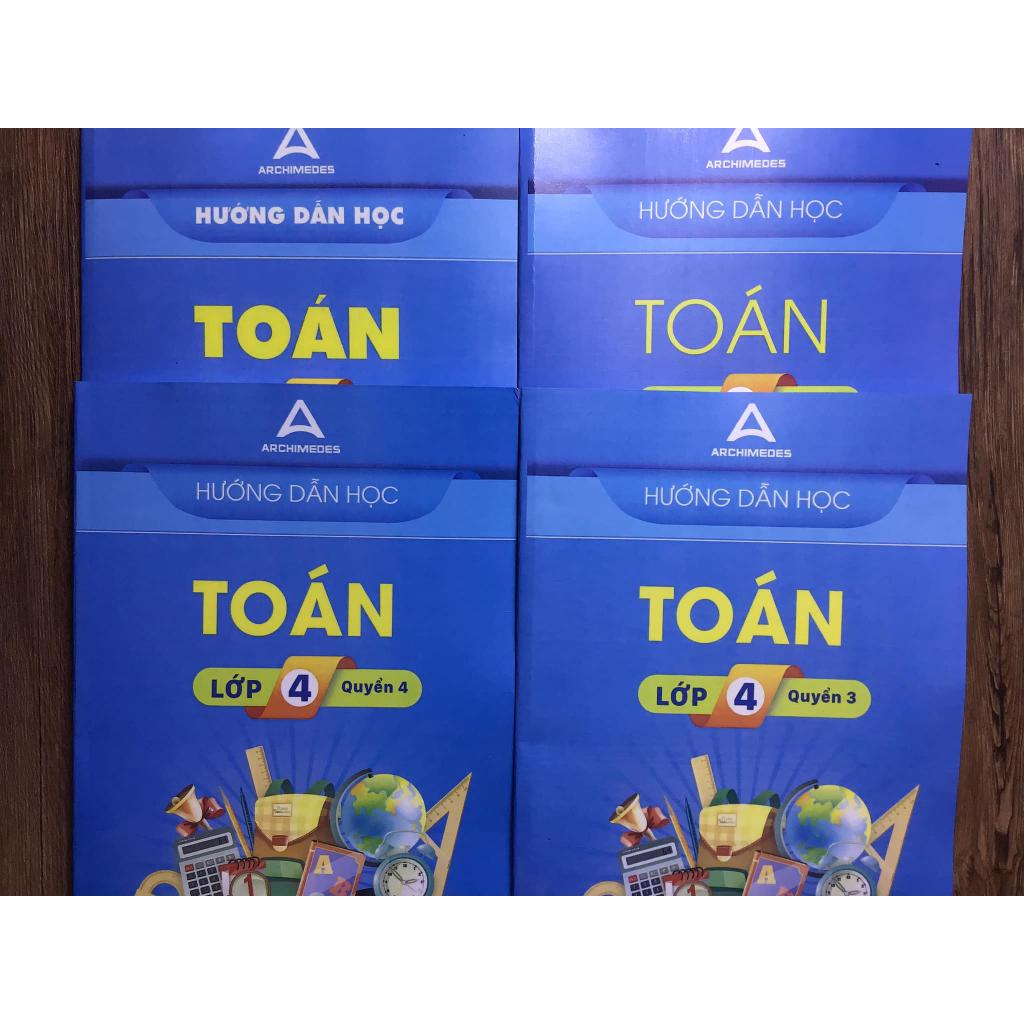 ARCHIMEDES
HƯỚNG DẪN HỌC
TOÁN
ARCHIMEDES
HƯỚNG DẪN HỌC
TOÁN
ARCHIMEDES
HƯỚNG DẪN HỌC
TOÁN
LỚP 4 Quyển 4
ARCHIMEDES
HƯỚNG DẪN HỌC
TOÁN
LỚP 4 Quyển 3